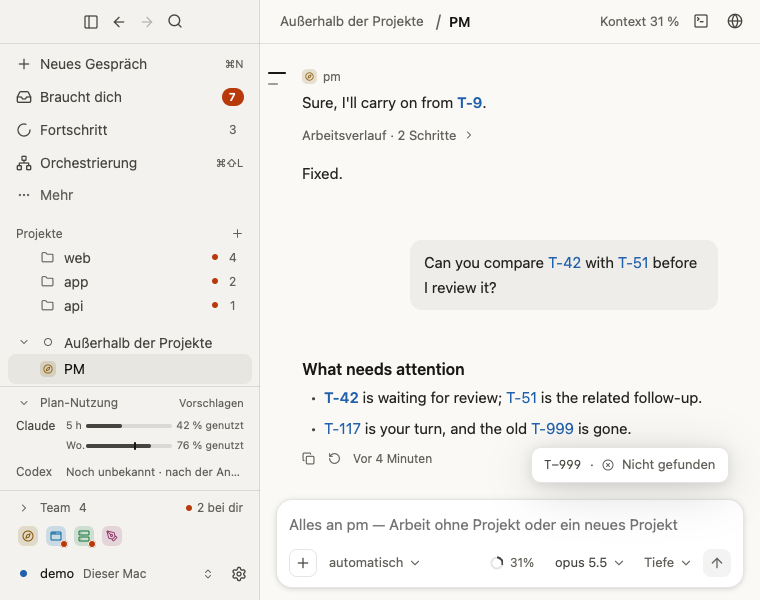 Neues Gespräch ⌘N
Braucht dich 7
Fortschritt 3
Orchestrierung ⌘⇧L
Mehr
Projekte
web 4
app 2
api 1
Außerhalb der Projekte
PM
Plan-Nutzung Vorschlagen
Claude 5 h 42 % genutzt
Wo. 76 % genutzt
Codex Noch unbekannt · nach der An…
Team 4 2 bei dir
demo Dieser Mac
Außerhalb der Projekte / PM Kontext 31 %
pm
Sure, I'll carry on from T-9.
Arbeitsverlauf · 2 Schritte
Fixed.
Can you compare T-42 with T-51 before
I review it?
What needs attention
• T-42 is waiting for review; T-51 is the related follow-up.
• T-117 is your turn, and the old T-999 is gone.
Vor 4 Minuten
T-999 · Nicht gefunden
Alles an pm — Arbeit ohne Projekt oder ein neues Projekt
automatisch 31% opus 5.5 Tiefe